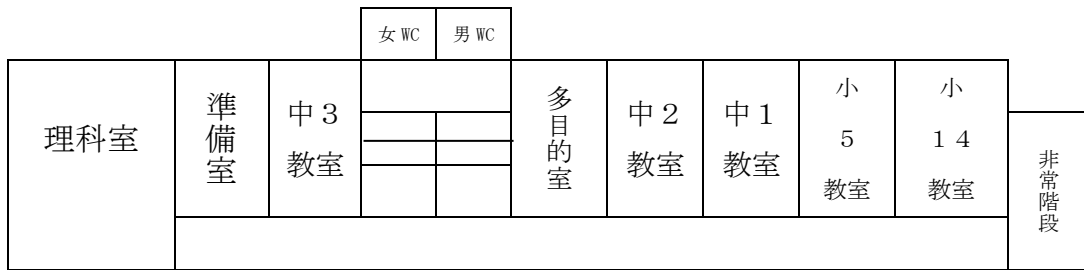 女WC
男WC
理科室
準備室
中３
教室
多目的室
中２
教室
中１
教室
小
5
教室
小
１４
教室
非常階段